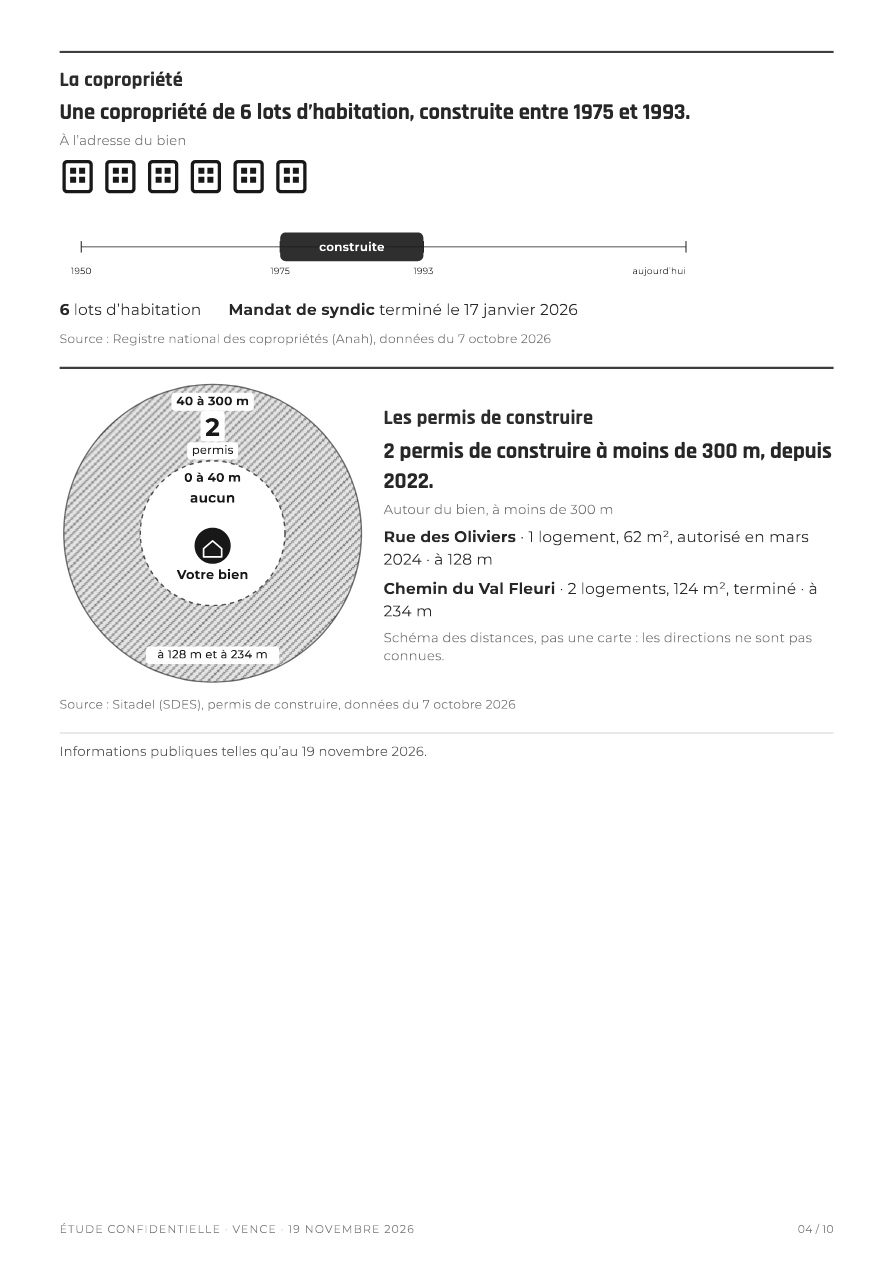 La copropriété
Une copropriété de 6 lots d’habitation, construite entre 1975 et 1993.
À l’adresse du bien
construite
1950
1975
1993
aujourd’hui
6 lots d’habitation Mandat de syndic terminé le 17 janvier 2026
Source : Registre national des copropriétés (Anah), données du 7 octobre 2026
40 à 300 m
2
permis
0 à 40 m
aucun
Votre bien
à 128 m et à 234 m
Les permis de construire
2 permis de construire à moins de 300 m, depuis
2022.
Autour du bien, à moins de 300 m
Rue des Oliviers · 1 logement, 62 m², autorisé en mars
2024 · à 128 m
Chemin du Val Fleuri · 2 logements, 124 m², terminé · à
234 m
Schéma des distances, pas une carte : les directions ne sont pas
connues.
Source : Sitadel (SDES), permis de construire, données du 7 octobre 2026
Informations publiques telles qu’au 19 novembre 2026.
ÉTUDE CONFIDENTIELLE · VENCE · 19 NOVEMBRE 2026
04 / 10